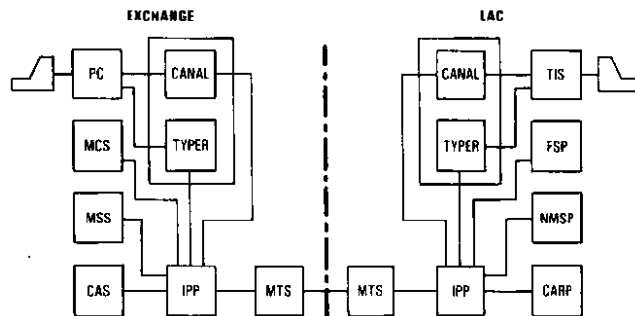 EXCHANGE LAC
PC CANAL CANAL TIS
MCS TYPER TYPER FSP
MSS NMSP
CAS IPP MTS MTS IPP CARP